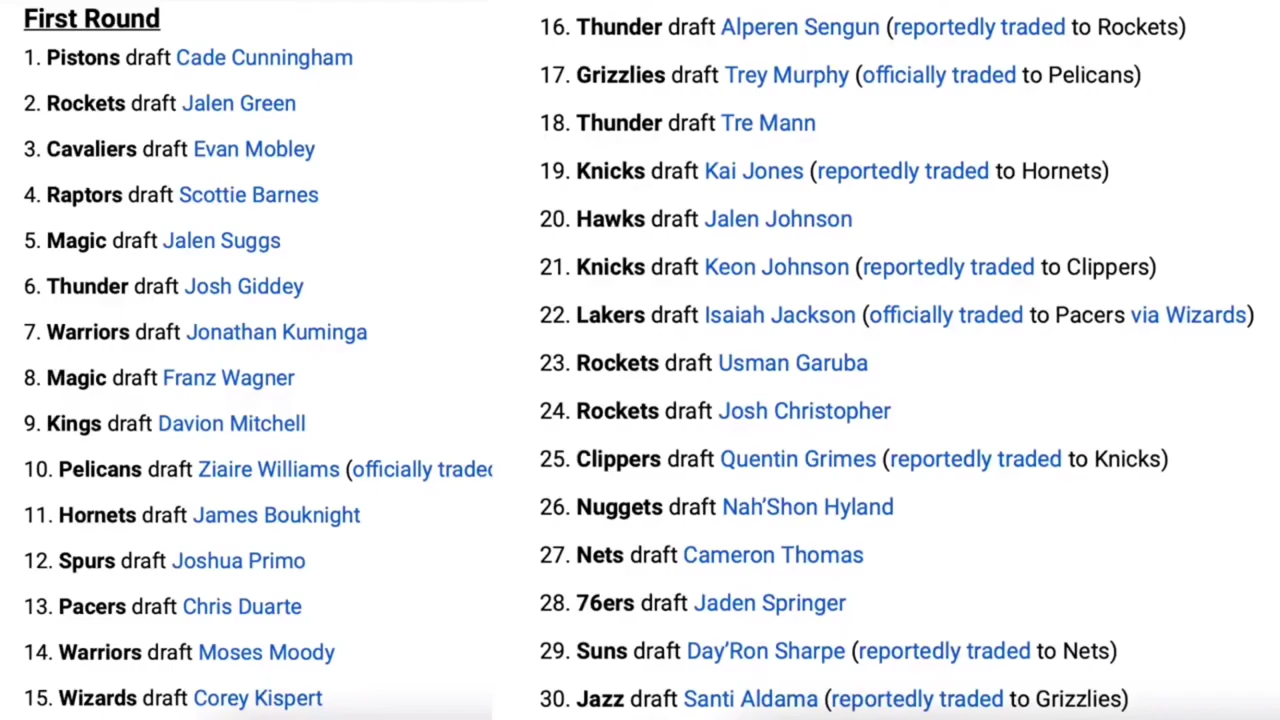 First Round
1. Pistons draft Cade Cunningham
2. Rockets draft Jalen Green
3. Cavaliers draft Evan Mobley
4. Raptors draft Scottie Barnes
5. Magic draft Jalen Suggs
6. Thunder draft Josh Giddey
7. Warriors draft Jonathan Kuminga
8. Magic draft Franz Wagner
9. Kings draft Davion Mitchell
10. Pelicans draft Ziaire Williams (officially traded
11. Hornets draft James Bouknight
12. Spurs draft Joshua Primo
13. Pacers draft Chris Duarte
14. Warriors draft Moses Moody
15. Wizards draft Corey Kispert
16. Thunder draft Alperen Sengun (reportedly traded to Rockets)
17. Grizzlies draft Trey Murphy (officially traded to Pelicans)
18. Thunder draft Tre Mann
19. Knicks draft Kai Jones (reportedly traded to Hornets)
20. Hawks draft Jalen Johnson
21. Knicks draft Keon Johnson (reportedly traded to Clippers)
22. Lakers draft Isaiah Jackson (officially traded to Pacers via Wizards)
23. Rockets draft Usman Garuba
24. Rockets draft Josh Christopher
25. Clippers draft Quentin Grimes (reportedly traded to Knicks)
26. Nuggets draft Nah’Shon Hyland
27. Nets draft Cameron Thomas
28. 76ers draft Jaden Springer
29. Suns draft Day’Ron Sharpe (reportedly traded to Nets)
30. Jazz draft Santi Aldama (reportedly traded to Grizzlies)